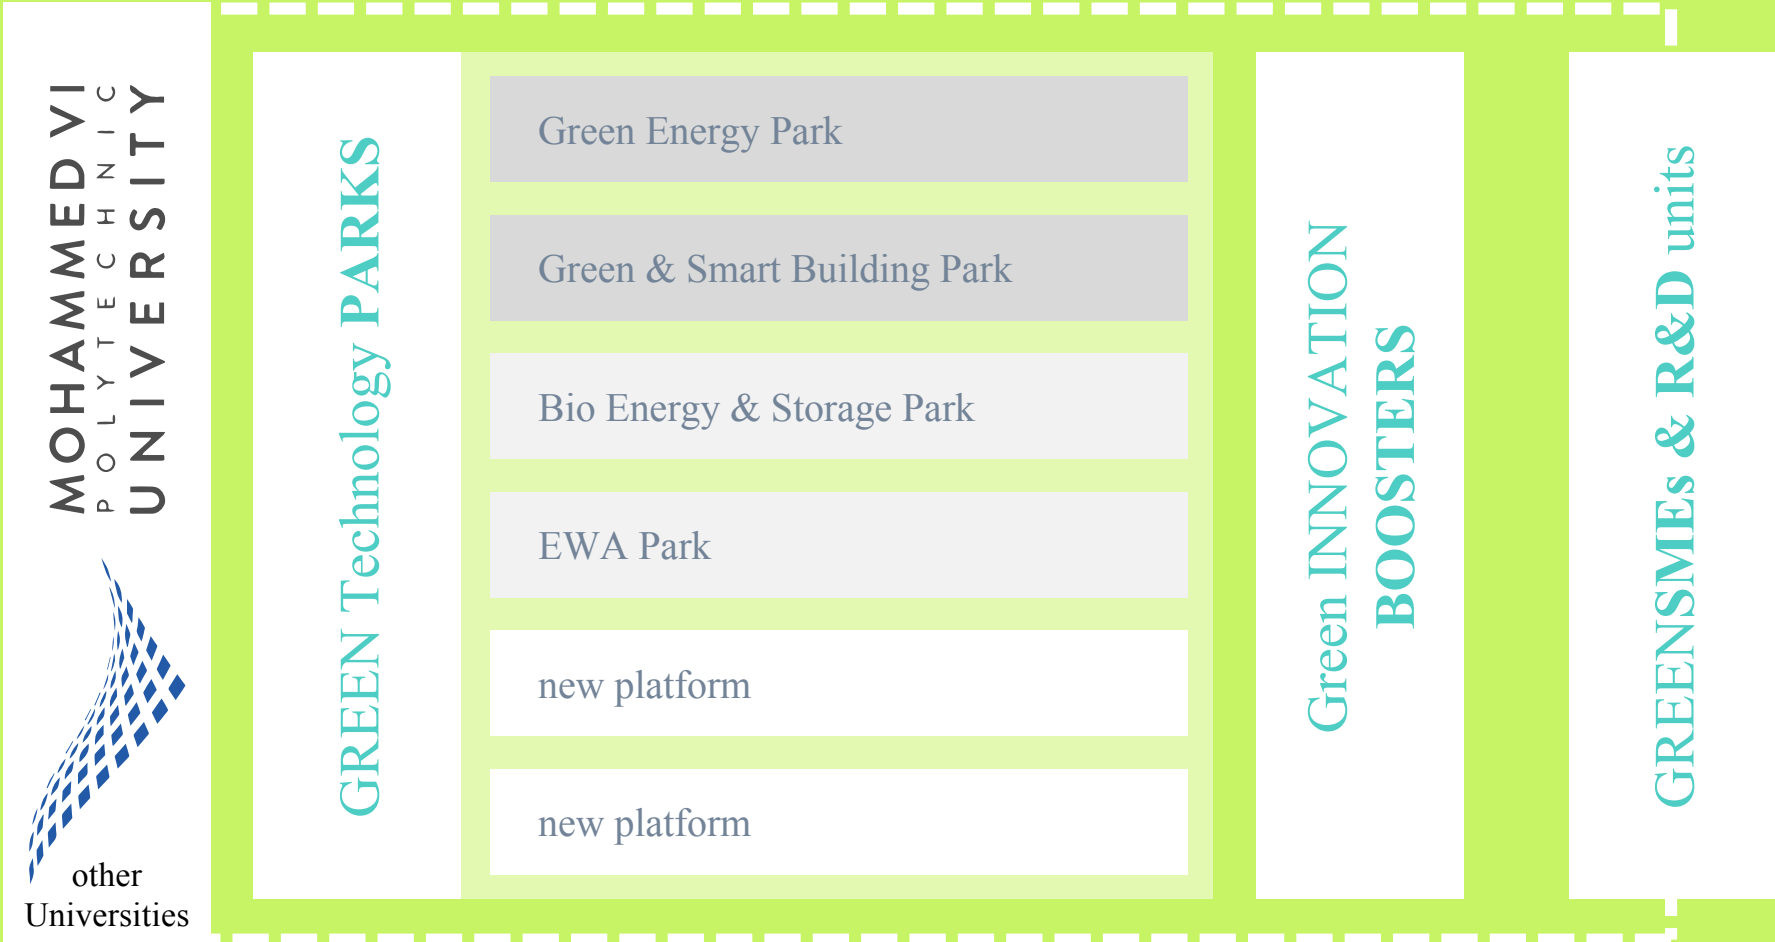 MOHAMMED VI
POLYTECHNIC
UNIVERSITY
other
Universities
GREEN Technology PARKS
Green Energy Park
Green & Smart Building Park
Bio Energy & Storage Park
EWA Park
new platform
new platform
Green INNOVATION
BOOSTERS
GREENSMEs & R&D units